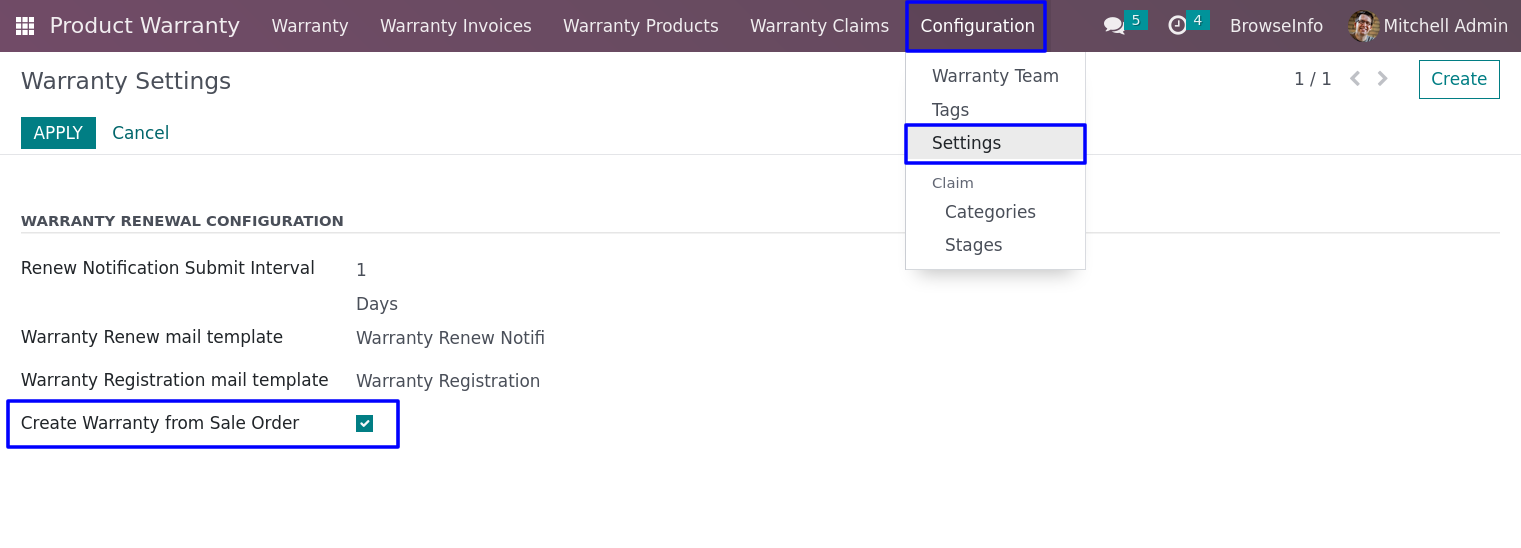 Product Warranty Warranty Warranty Invoices Warranty Products Warranty Claims Configuration 5 4 BrowseInfo Mitchell Admin
Warranty Settings
1 / 1 Create
APPLY Cancel
Warranty Team
Tags
Settings
Claim
Categories
Stages
WARRANTY RENEWAL CONFIGURATION
Renew Notification Submit Interval 1
Days
Warranty Renew mail template Warranty Renew Notifi
Warranty Registration mail template Warranty Registration
Create Warranty from Sale Order